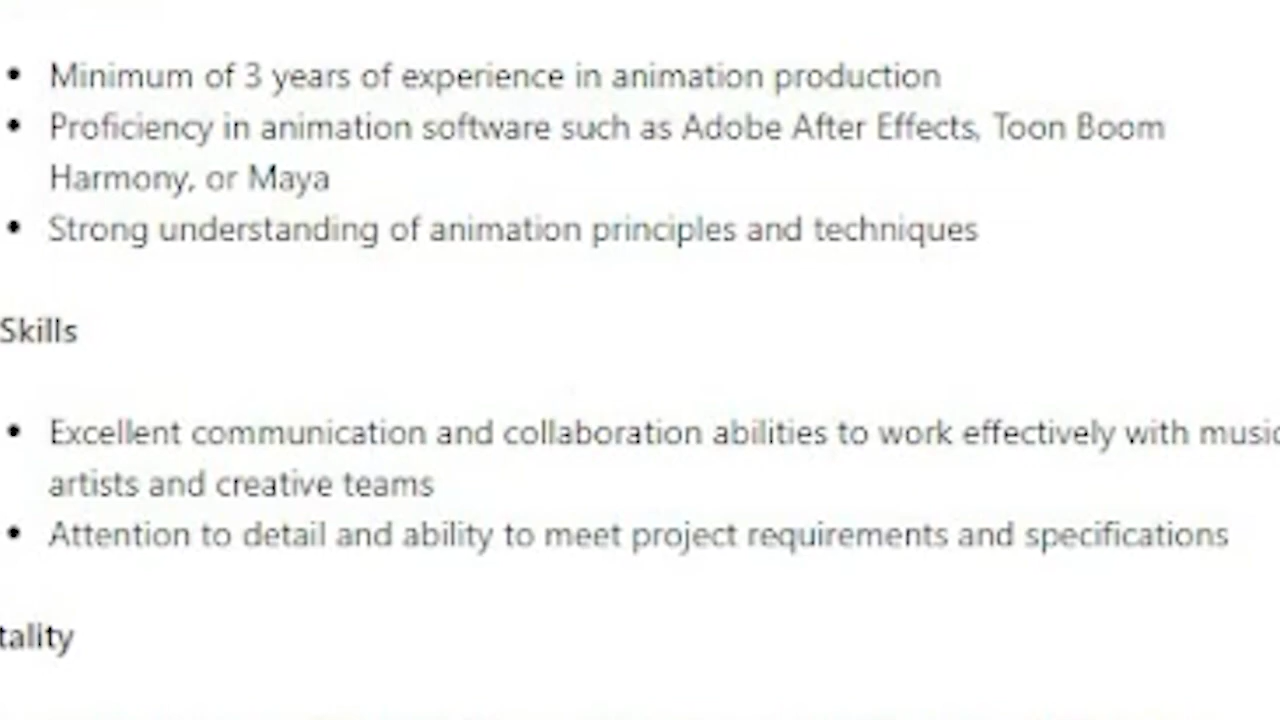 • Minimum of 3 years of experience in animation production
• Proficiency in animation software such as Adobe After Effects, Toon Boom
Harmony, or Maya
• Strong understanding of animation principles and techniques
Skills
• Excellent communication and collaboration abilities to work effectively with music
artists and creative teams
• Attention to detail and ability to meet project requirements and specifications
tality